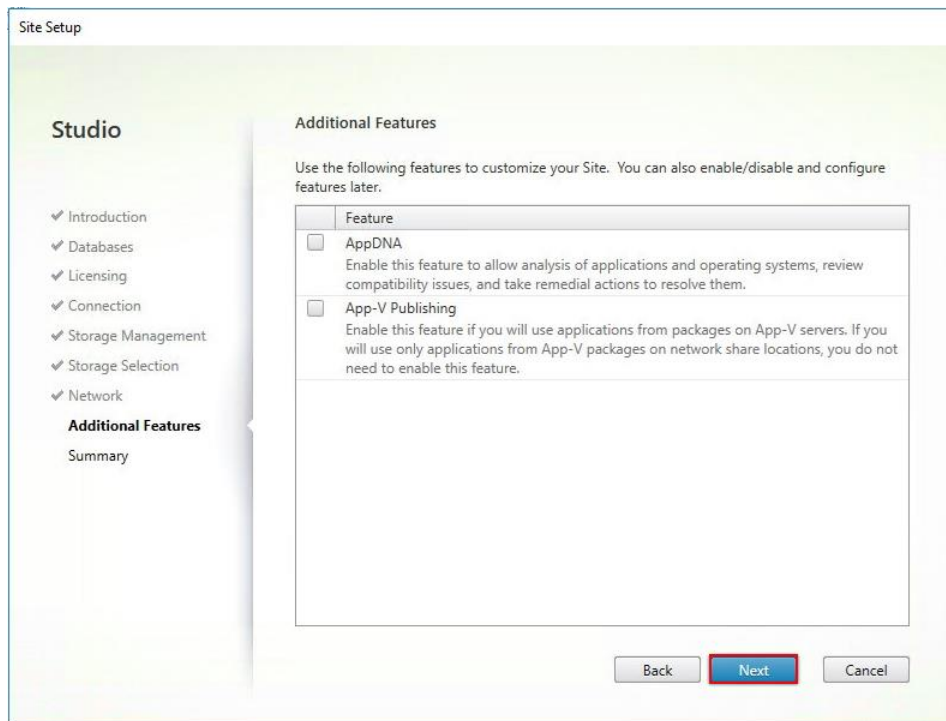 Site Setup
Studio
Introduction
Databases
Licensing
Connection
Storage Management
Storage Selection
Network
Additional Features
Summary
Additional Features
Use the following features to customize your Site. You can also enable/disable and configure
features later.
Feature
AppDNA
Enable this feature to allow analysis of applications and operating systems, review
compatibility issues, and take remedial actions to resolve them.
App-V Publishing
Enable this feature if you will use applications from packages on App-V servers. If you
will use only applications from App-V packages on network share locations, you do not
need to enable this feature.
Back
Next
Cancel